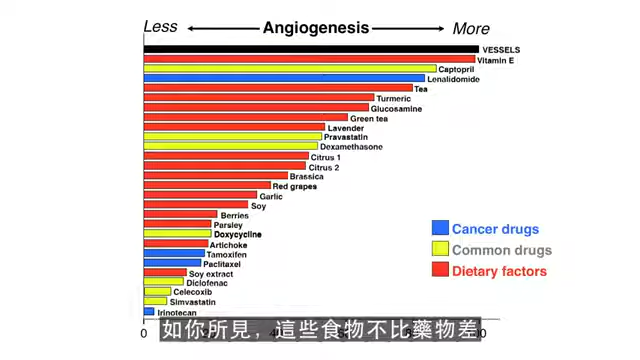 Less Angiogenesis More
VESSELS
Vitamin E
Captopril
Lenalidomide
Tea
Turmeric
Glucosamine
Green tea
Lavender
Pravastatin
Dexamethasone
Citrus 1
Citrus 2
Brassica
Red grapes
Garlic
Soy
Berries
Parsley
Doxycycline
Artichoke
Tamoxifen
Paclitaxel
Soy extract
Diclofenac
Celecoxib
Simvastatin
Irinotecan
Cancer drugs
Common drugs
Dietary factors
0
如你所見，這些食物不比藥物差